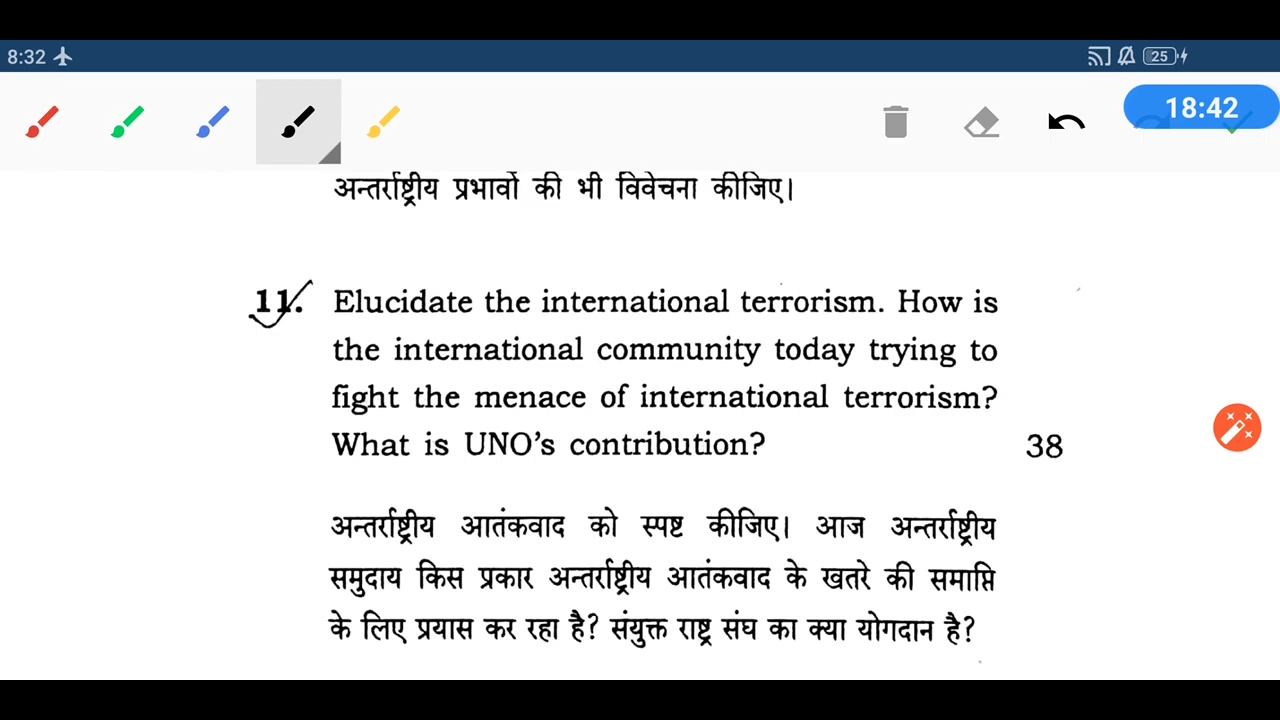 8:32
25
18:42
अन्तर्राष्ट्रीय प्रभावों की भी विवेचना कीजिए।
11. Elucidate the international terrorism. How is
the international community today trying to
fight the menace of international terrorism?
What is UNO's contribution? 38
अन्तर्राष्ट्रीय आतंकवाद को स्पष्ट कीजिए। आज अन्तर्राष्ट्रीय
समुदाय किस प्रकार अन्तर्राष्ट्रीय आतंकवाद के खतरे की समाप्ति
के लिए प्रयास कर रहा है? संयुक्त राष्ट्र संघ का क्या योगदान है?